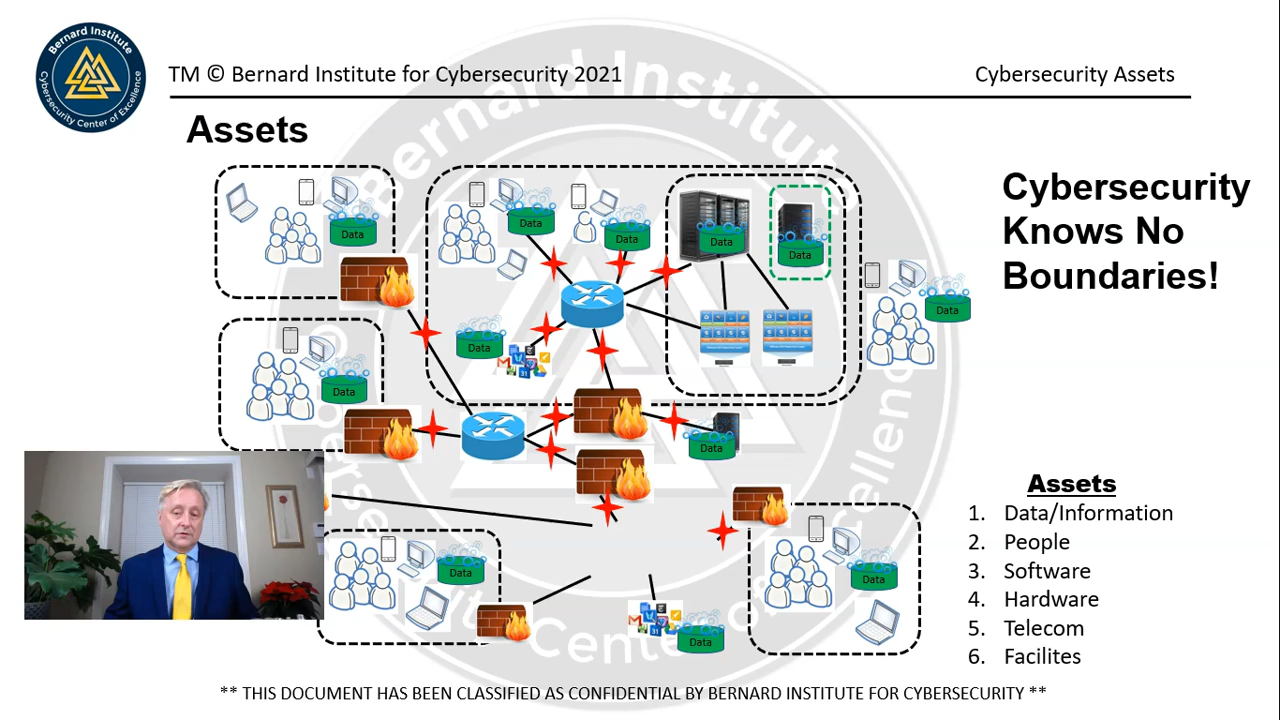 Bernard Institute
Cybersecurity Center of Excellence
TM © Bernard Institute for Cybersecurity 2021
Cybersecurity Assets
Assets
Cybersecurity
Knows No
Boundaries!
Data
Data
Data
Data
Data
Data
Data
Data
Data
Data
Data
Data
Data
Assets
1. Data/Information
2. People
3. Software
4. Hardware
5. Telecom
6. Facilites
** THIS DOCUMENT HAS BEEN CLASSIFIED AS CONFIDENTIAL BY BERNARD INSTITUTE FOR CYBERSECURITY **